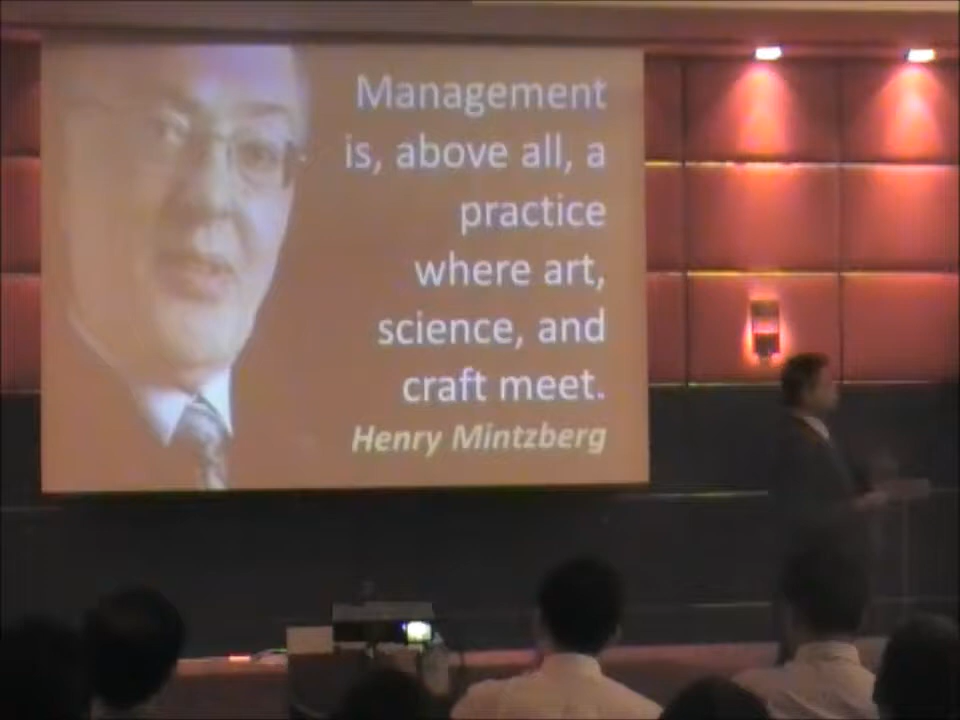 Management
is, above all, a
practice
where art,
science, and
craft meet.
Henry Mintzberg